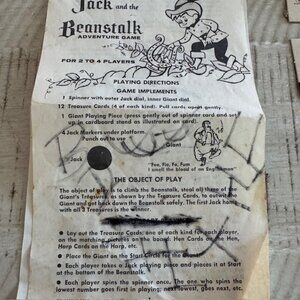 Jack and the
Beanstalk
ADVENTURE GAME
FOR 2 TO 4 PLAYERS
PLAYING DIRECTIONS
GAME IMPLEMENTS
1 Spinner with outer Jack dial, inner Giant dial.
12 Treasure Cards (4 of each kind). Pull cards apart gently.
1 Giant Playing Piece (press gently out of spinner card and set
up in cardboard stand as illustrated on card)
4 Jack Markers under platform.
Punch out to use
Giant
Jack
"Fee, Fie, Fo, Fum
I smell the blood of an Englishman"
THE OBJECT OF PLAY
The object of play is to climb the Beanstalk, steal all three of the
Giant's Treasures, as shown by the Treasure Cards, to outwit the
Giant and get back down the Beanstalk safely. The first Jack home
with all 3 Treasures is the winner.
• Lay out the Treasure Cards, one of each kind for each player,
on the matching pictures on the board: Hen Cards on the Hen,
Harp Cards on the Harp, etc.
• Place the Giant on the Start Circle for the Giant
• Each player takes a Jack playing piece and places it at Start
at the bottom of the Beanstalk.
• Each player spins the spinner once. The one who spins the
lowest number goes first in playing; next lowest, goes next, etc.